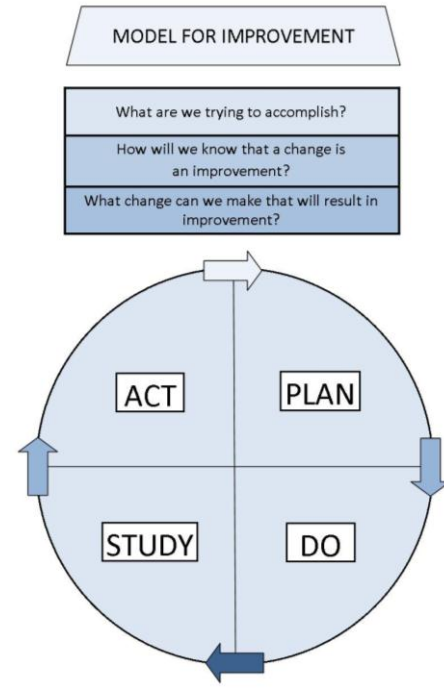 MODEL FOR IMPROVEMENT
What are we trying to accomplish?
How will we know that a change is
an improvement?
What change can we make that will result in
improvement?
ACT
PLAN
STUDY
DO